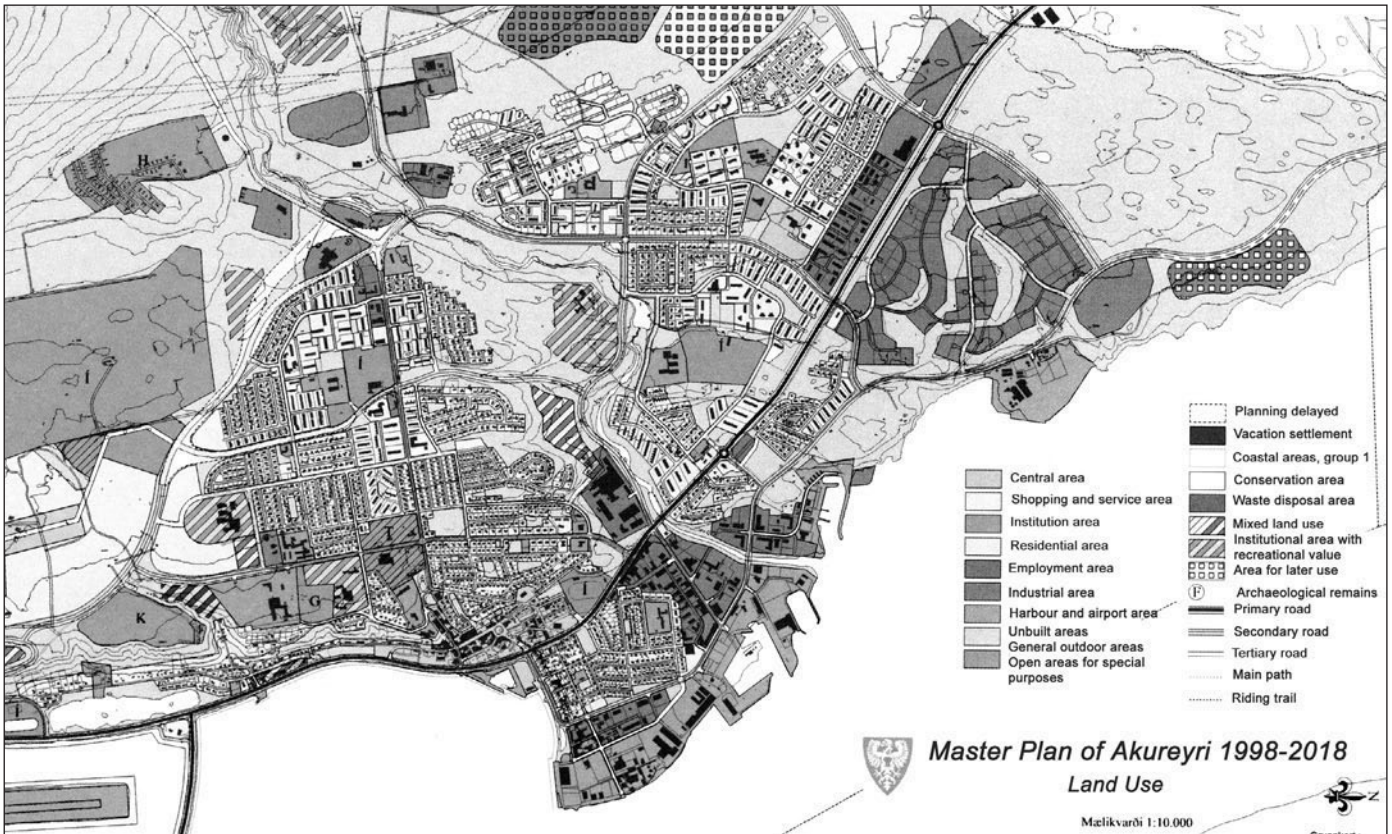 H
Í
Í
Í
Í
Í
G
K
Í
Central area
Shopping and service area
Institution area
Residential area
Employment area
Industrial area
Harbour and airport area
Unbuilt areas
General outdoor areas
Open areas for special
purposes
Planning delayed
Vacation settlement
Coastal areas, group 1
Conservation area
Waste disposal area
Mixed land use
Institutional area with
recreational value
Area for later use
F Archaeological remains
Primary road
Secondary road
Tertiary road
Main path
Riding trail
Master Plan of Akureyri 1998-2018
Land Use
Mælikvarði 1:10.000
N